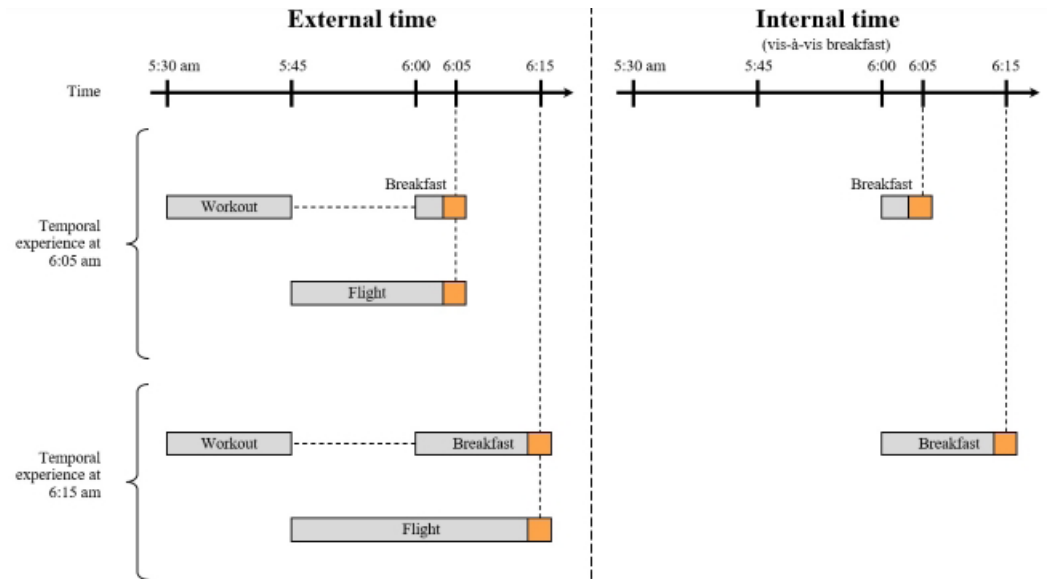 External time
Internal time
(vis-à-vis breakfast)
5:30 am 5:45 6:00 6:05 6:15
5:30 am 5:45 6:00 6:05 6:15
Time
Breakfast
Breakfast
Workout
Temporal
experience at
6:05 am
Flight
Workout
Breakfast
Breakfast
Temporal
experience at
6:15 am
Flight